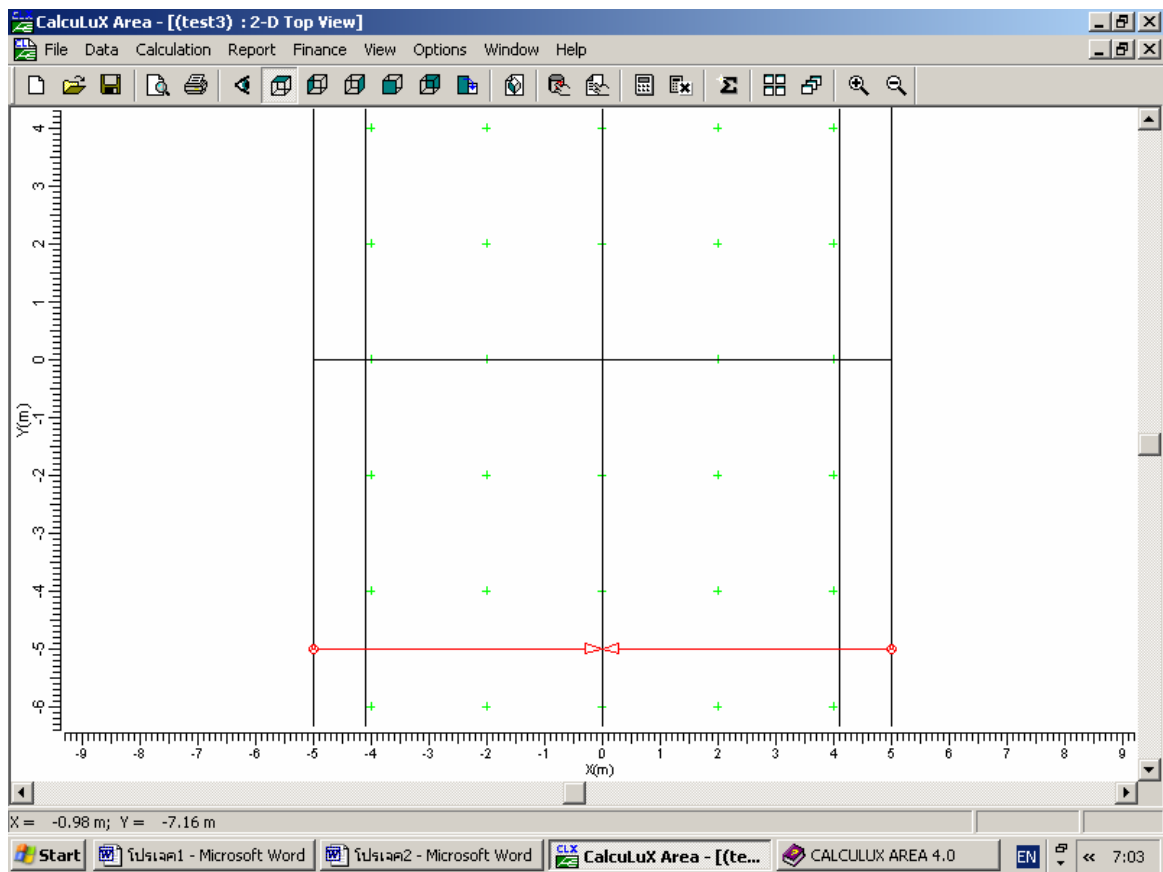 CalcuLuX Area - [(test3) : 2-D Top View]
File Data Calculation Report Finance View Options Window Help
4
3
2
1
0
-1
-2
-3
-4
-5
-6
Y(m)
-9 -8 -7 -6 -5 -4 -3 -2 -1 0 1 2 3 4 5 6 7 8 9
X(m)
X = -0.98 m; Y = -7.16 m
Start โปรเจค1 - Microsoft Word โปรเจค2 - Microsoft Word CLX CalcuLuX Area - [(te... CALCULUX AREA 4.0 EN « 7:03